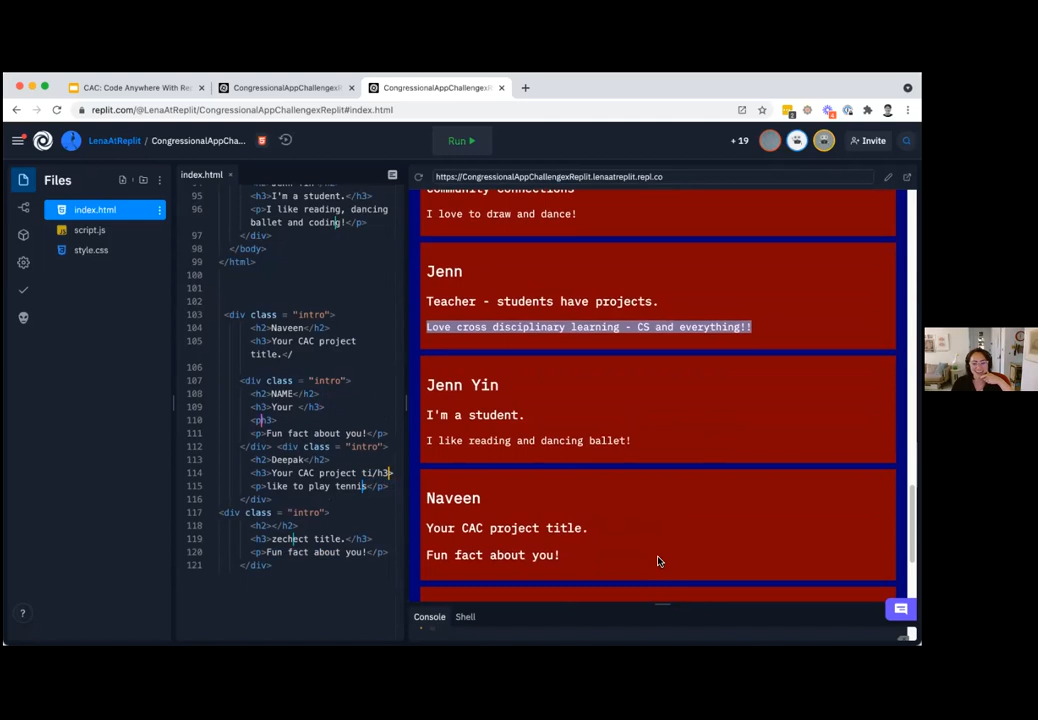 CAC: Code Anywhere With Re
CongressionalAppChallengexR
CongressionalAppChallengexR
replit.com/@LenaAtReplit/CongressionalAppChallengexReplit#index.html
LenaAtReplit / CongressionalAppCha...
Run
+ 19
Invite
Files
index.html
index.html
script.js
style.css
https://CongressionalAppChallengexReplit.lenaatreplit.repl.co
95 <h3>I'm a student.</h3>
96 <p>I like reading, dancing
ballet and coding!</p>
97 </div>
98 </body>
99 </html>
100
101
102
103 <div class = "intro">
104 <h2>Naveen</h2>
105 <h3>Your CAC project
title.</
106
107 <div class = "intro">
108 <h2>NAME</h2>
109 <h3>Your </h3>
110 <ph3>
111 <p>Fun fact about you!</p>
112 </div> <div class = "intro">
113 <h2>Deepak</h2>
114 <h3>Your CAC project ti/h3>
115 <p>like to play tennis</p>
116 </div>
117 <div class = "intro">
118 <h2></h2>
119 <h3>zechect title.</h3>
120 <p>Fun fact about you!</p>
121 </div>
Community Connections
I love to draw and dance!
Jenn
Teacher - students have projects.
Love cross disciplinary learning - CS and everything!!
Jenn Yin
I'm a student.
I like reading and dancing ballet!
Naveen
Your CAC project title.
Fun fact about you!
Console
Shell
?